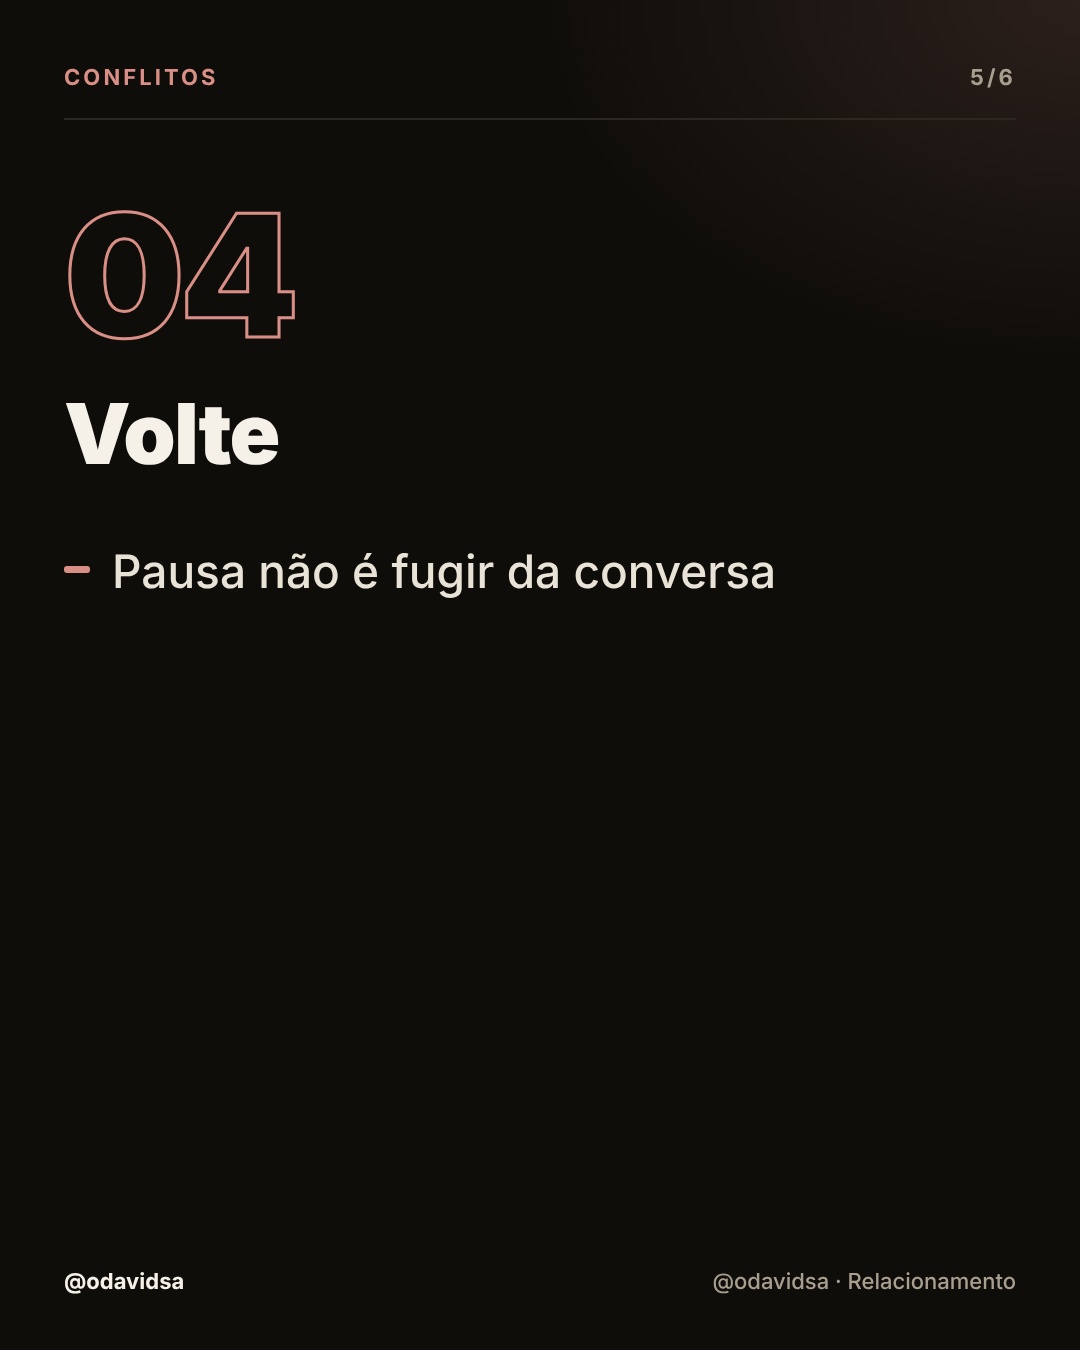 CONFLITOS
5/6
04
Volte
Pausa não é fugir da conversa
@odavidsa
@odavidsa · Relacionamento